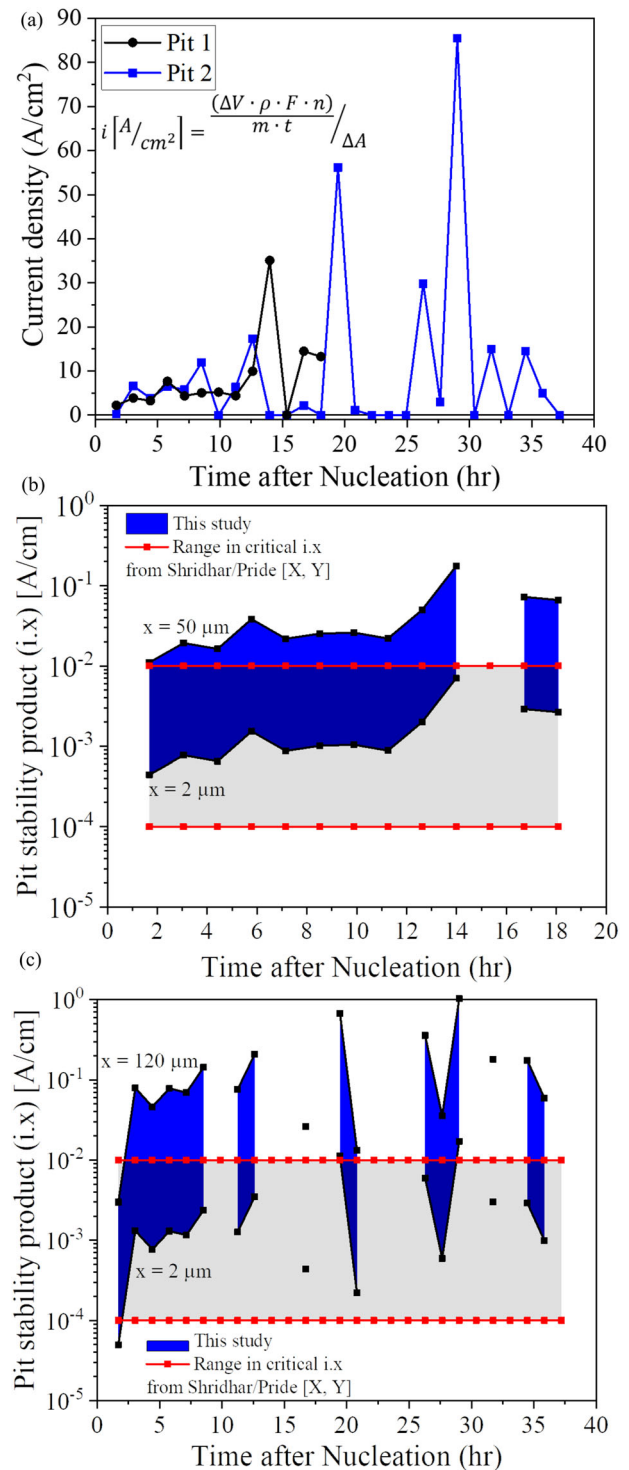 (a)
90
80
70
60
50
40
30
20
10
0
Current density (A/cm²)
Pit 1
Pit 2
i [A/cm²] = (ΔV · ρ · F · n)/m · t / ΔA
0 5 10 15 20 25 30 35 40
Time after Nucleation (hr)
(b)
10⁰
10⁻¹
10⁻²
10⁻³
10⁻⁴
10⁻⁵
Pit stability product (i.x) [A/cm]
This study
Range in critical i.x
from Shridhar/Pride [X, Y]
x = 50 µm
x = 2 µm
2 4 6 8 10 12 14 16 18 20
Time after Nucleation (hr)
(c)
10⁰
10⁻¹
10⁻²
10⁻³
10⁻⁴
10⁻⁵
Pit stability product (i.x) [A/cm]
x = 120 µm
x = 2 µm
This study
Range in critical i.x
from Shridhar/Pride [X, Y]
0 5 10 15 20 25 30 35 40
Time after Nucleation (hr)